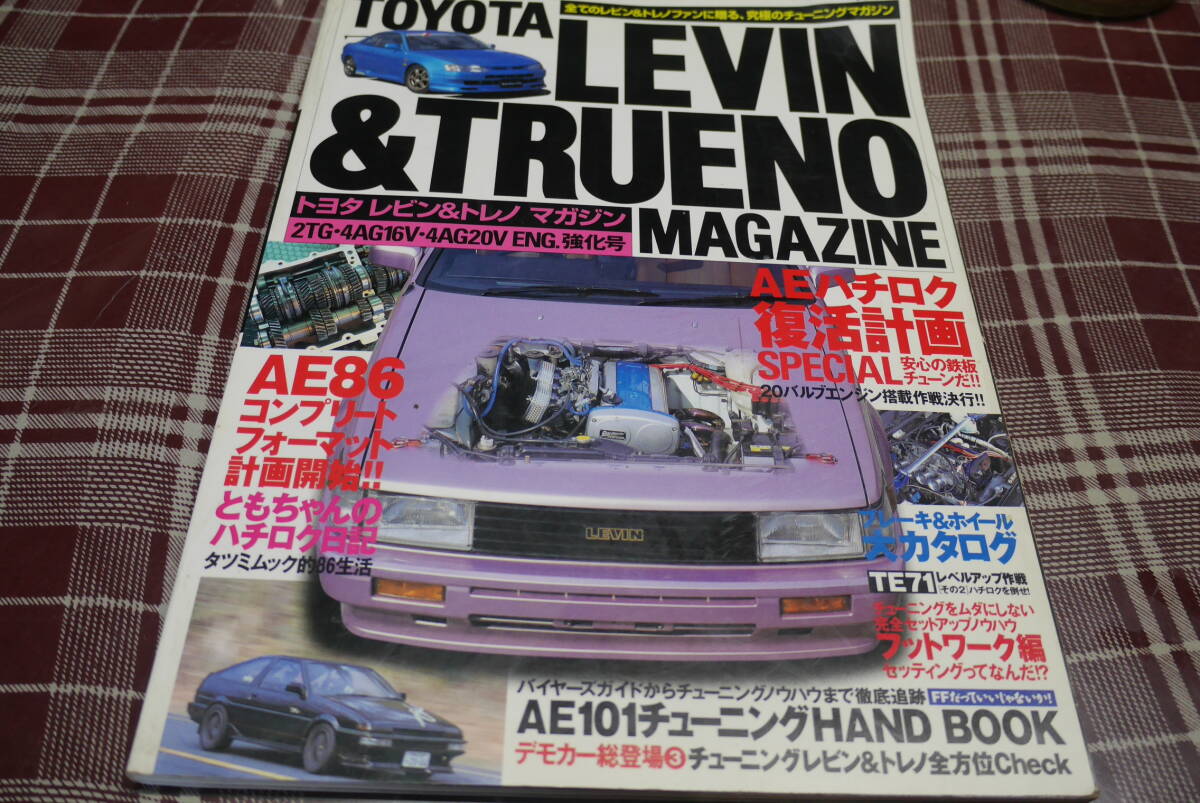 全てのレビン&トレノファンに贈る、究極のチューニングマガジン
TOYOTA
LEVIN
&TRUENO
MAGAZINE
トヨタ レビン&トレノ マガジン
2TG・4AG16V・4AG20V ENG.強化号
AEハチロク
復活計画
SPECIAL
安心の鉄板
チューンだ!!
20バルブエンジン搭載作戦決行!!
AE86
コンプリート
フォーマット
計画開始!!
ともちゃんの
ハチロク日記
タツミムック的86生活
LEVIN
ブレーキ&ホイール
大カタログ
TE71
レベルアップ作戦
その2
ハチロクを倒せ!
チューニングをムダにしない
完全セットアップノウハウ
フットワーク編
セッティングってなんだ!?
バイヤーズガイドからチューニングノウハウまで徹底追跡
FFだっていいじゃないか!
AE101チューニングHAND BOOK
デモカー総登場③チューニングレビン&トレノ全方位Check